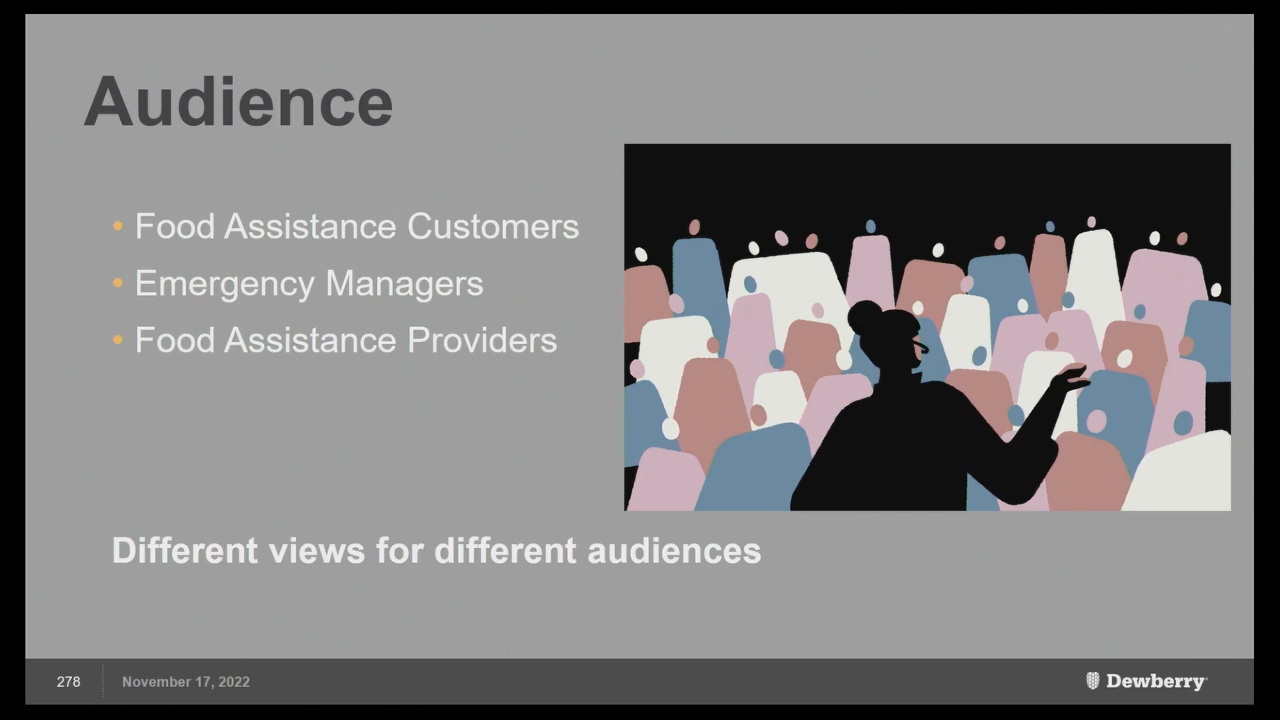 Audience
• Food Assistance Customers
• Emergency Managers
• Food Assistance Providers
Different views for different audiences
278
November 17, 2022
Dewberry